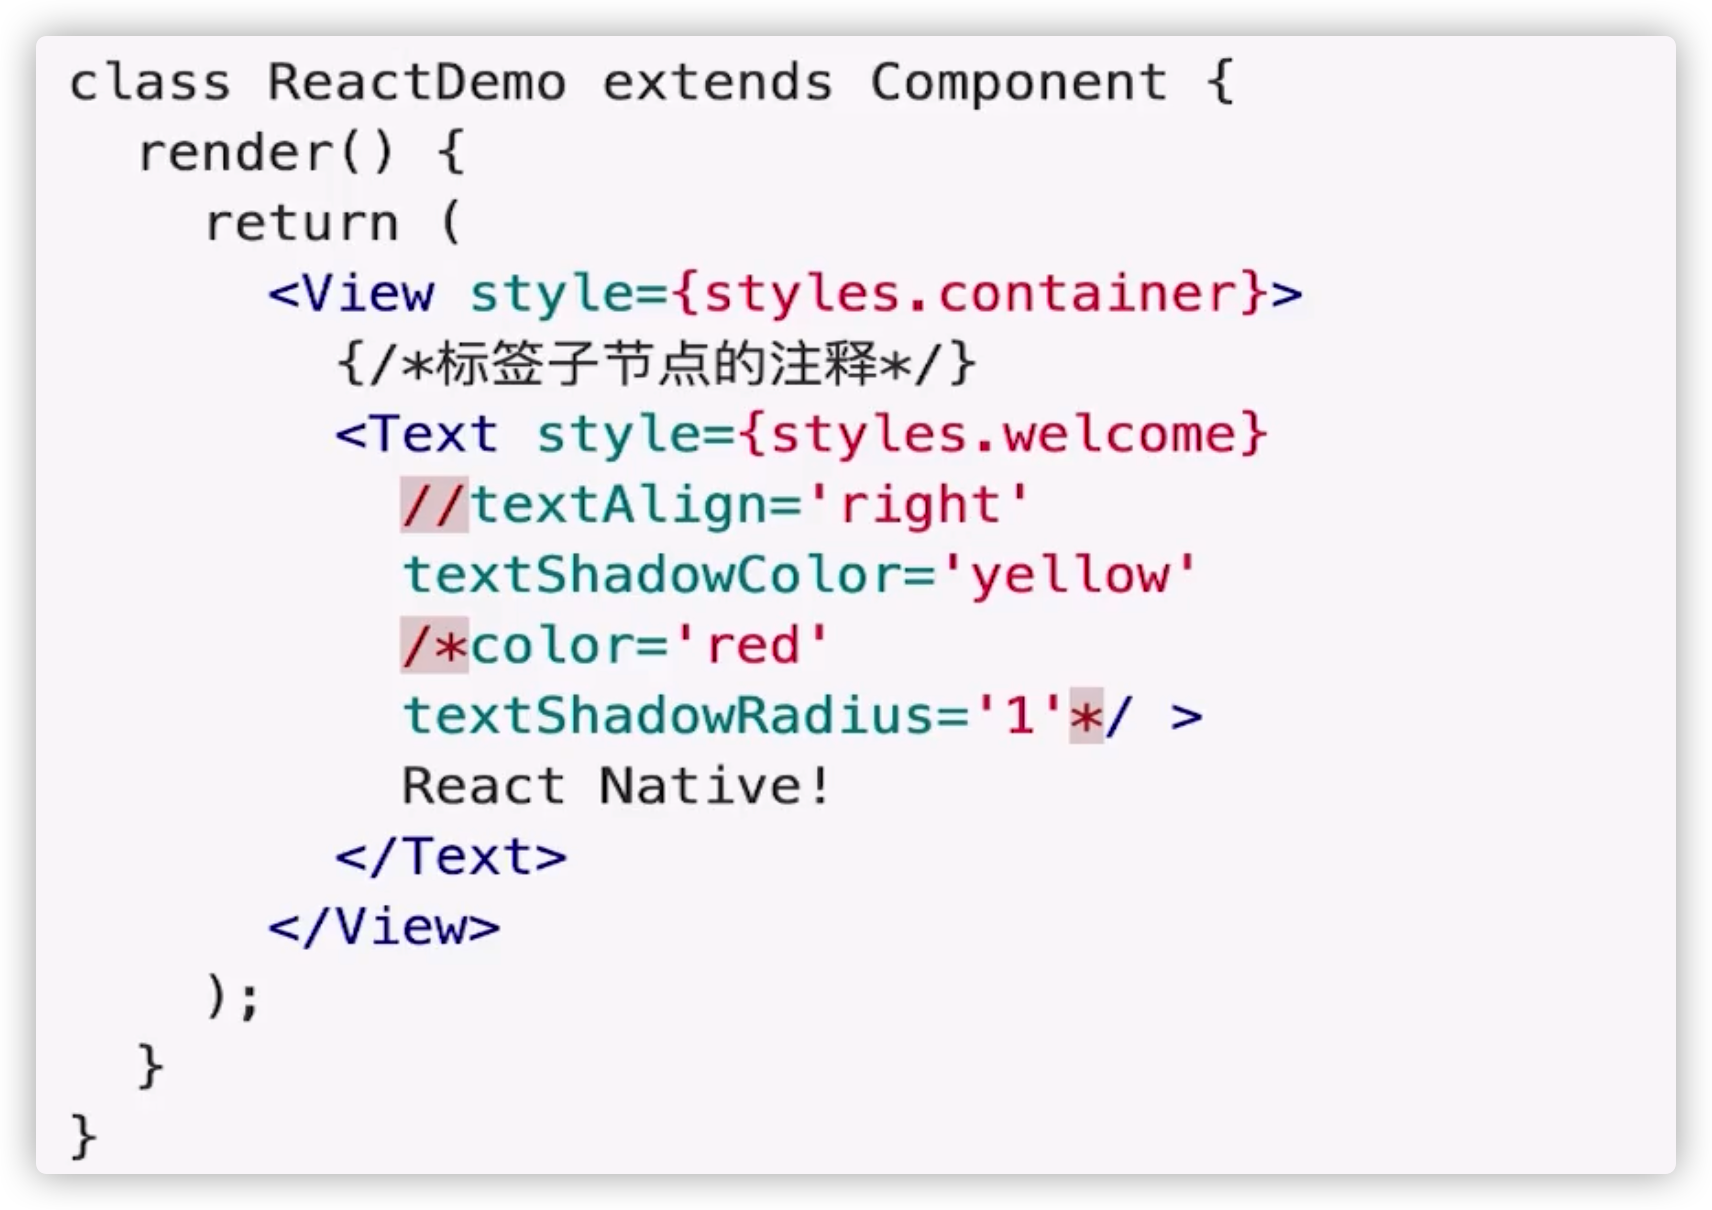 class ReactDemo extends Component {
render() {
return (
<View style={styles.container}>
{/*标签子节点的注释*/}
<Text style={styles.welcome}
//textAlign='right'
textShadowColor='yellow'
/*color='red'
textShadowRadius='1'*/ >
React Native!
</Text>
</View>
);
}
}